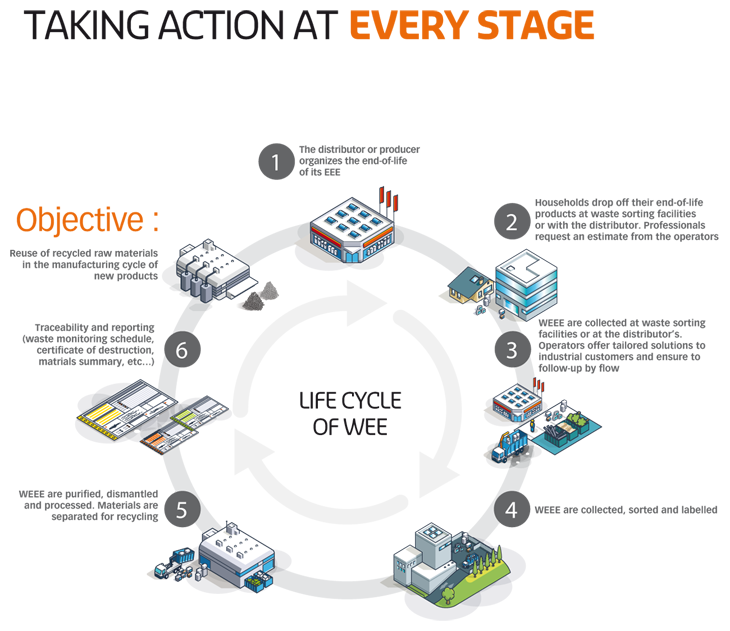 TAKING ACTION AT EVERY STAGE
1
The distributor or producer
organizes the end-of-life
of its EEE
2
Households drop off their end-of-life
products at waste sorting facilities
or with the distributor. Professionals
request an estimate from the operators
3
WEEE are collected at waste sorting
facilities or at the distributor's.
Operators offer tailored solutions to
industrial customers and ensure to
follow-up by flow
4
WEEE are collected, sorted and labelled
5
WEEE are purified, dismantled
and processed. Materials are
separated for recycling
6
Traceability and reporting
(waste monitoring schedule,
certificate of destruction,
matrials summary, etc...)
Objective :
Reuse of recycled raw materials
in the manufacturing cycle of
new products
LIFE CYCLE
OF WEE